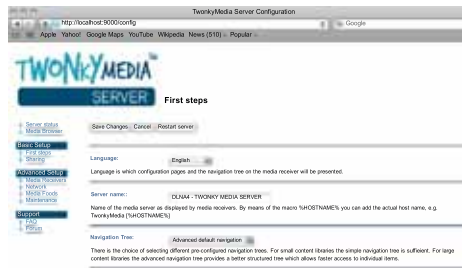 TwonkyMedia Server Configuration
http://localhost:9000/config
Google
Apple Yahoo! Google Maps YouTube Wikipedia News (510) Popular
TWONKYMEDIA
SERVER
First steps
Server status
Media Browser
Save Changes Cancel Restart server
Basic Setup
First steps
Sharing
Advanced Setup
Media Receivers
Network
Media Foods
Maintenance
Support
FAQ
Forum
Language:
English
Language is which configuration pages and the navigation tree on the media receiver will be presented.
Server name::
DLNA4 - TWONKY MEDIA SERVER
Name of the media server as dispalyed by media receivers. By means of the macro %HOSTNAME% you can add the actual host name, e.g.
TwonkyMedia [%HOSTNAME%]
Navigation Tree:
Advanced default navigation
There is the choice of selecting different pre-configured navigation trees. For small content libraries the simple navigation tree is suifieient. For large
content libraries the advanced navigation tree provides a better structured tree which allows faster access to individual items.